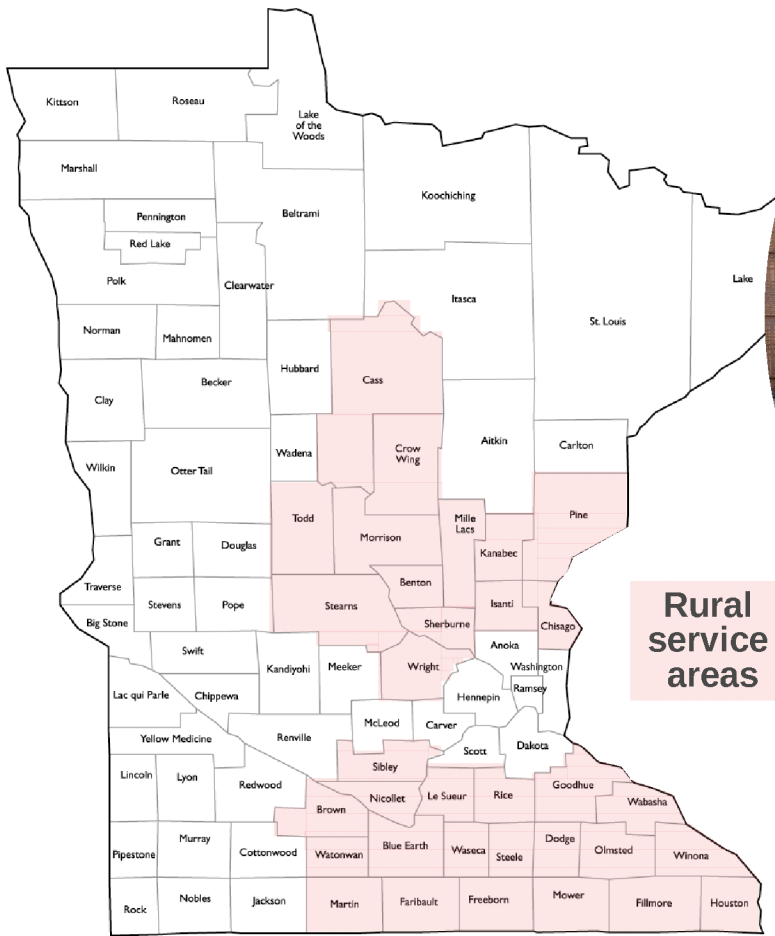 Kittson
Roseau
Lake
of the
Woods
Marshall
Koochiching
Pennington
Beltrami
Red Lake
Polk
Clearwater
Lake
Itasca
St. Louis
Norman
Mahnomen
Hubbard
Cass
Becker
Clay
Aitkin
Carlton
Wadena
Crow
Wing
Wilkin
Otter Tail
Pine
Todd
Mille
Lacs
Morrison
Grant
Douglas
Kanabec
Benton
Traverse
Stevens
Pope
Stearns
Isanti
Big Stone
Sherburne
Chisago
Rural
service
areas
Swift
Anoka
Kandiyohi
Meeker
Wright
Washington
Ramsey
Lac qui Parle
Chippewa
Hennepin
McLeod
Carver
Yellow Medicine
Renville
Scott
Dakota
Sibley
Lincoln
Lyon
Redwood
Nicollet
Le Sueur
Rice
Goodhue
Brown
Wabasha
Murray
Pipestone
Cottonwood
Watonwan
Blue Earth
Waseca
Steele
Dodge
Olmsted
Winona
Rock
Nobles
Jackson
Martin
Faribault
Freeborn
Mower
Fillmore
Houston